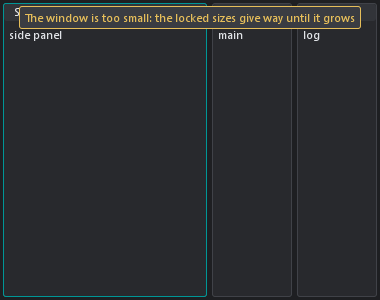 The window is too small: the locked sizes give way until it grows
side panel
main
log